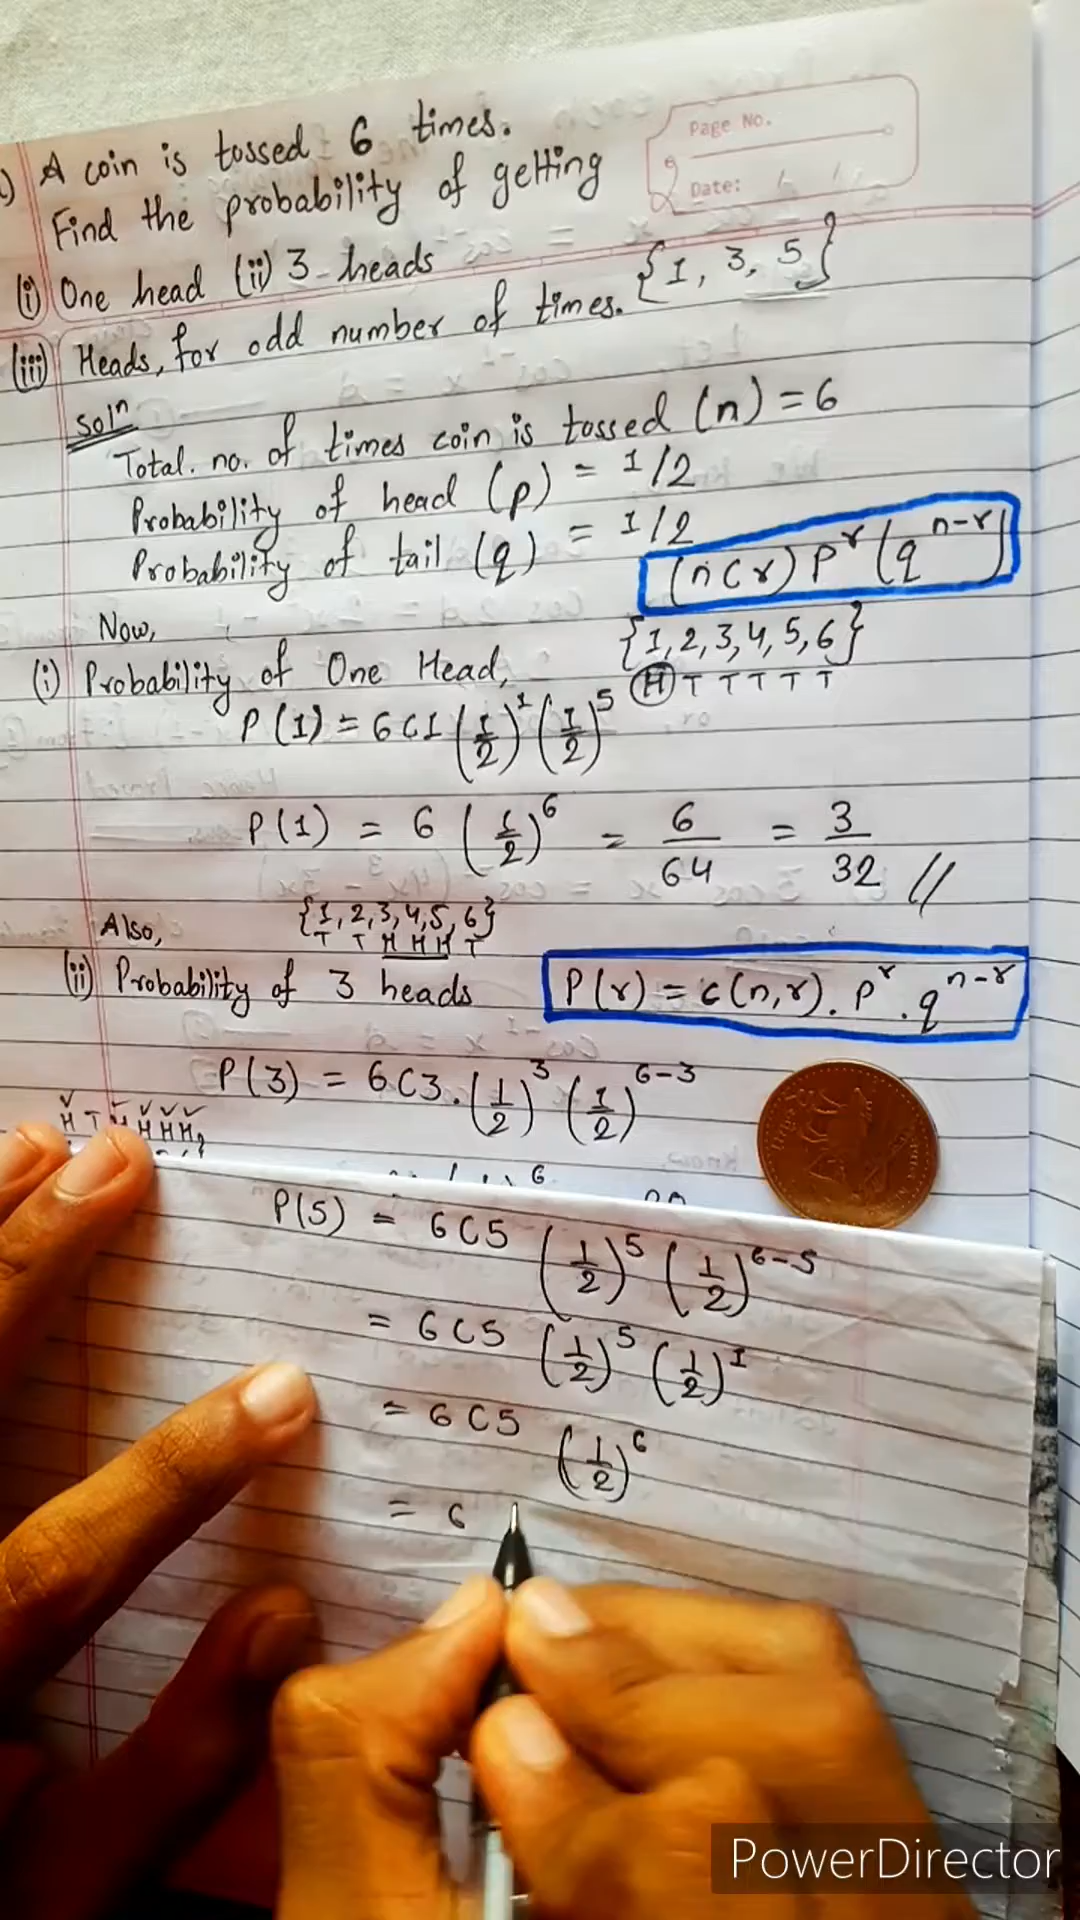 A coin is tossed 6 times.
Find the probability of getting
(i) One head (ii) 3 heads
(iii) Heads, for odd number of times. {1, 3, 5}
Page No.
Date:
Soln
Total. no. of times coin is tossed (n) = 6
Probability of head (p) = 1/2
Probability of tail (q) = 1/2
(nCr) p^r (q^n-r)
Now,
(i) Probability of One Head,
{1,2,3,4,5,6}
H T T T T T
P(1) = 6C1 (1/2)^1 (1/2)^5
P(1) = 6 (1/2)^6 = 6/64 = 3/32 //
Also,
{1,2,3,4,5,6}
T T H H H T
(ii) Probability of 3 heads
P(r) = c(n,r). p^r . q^n-r
P(3) = 6C3 . (1/2)^3 (1/2)^6-3
H T H H H H,
6
P(5) = 6C5 (1/2)^5 (1/2)^6-5
= 6C5 (1/2)^5 (1/2)^1
= 6C5 (1/2)^6
= 6
PowerDirector